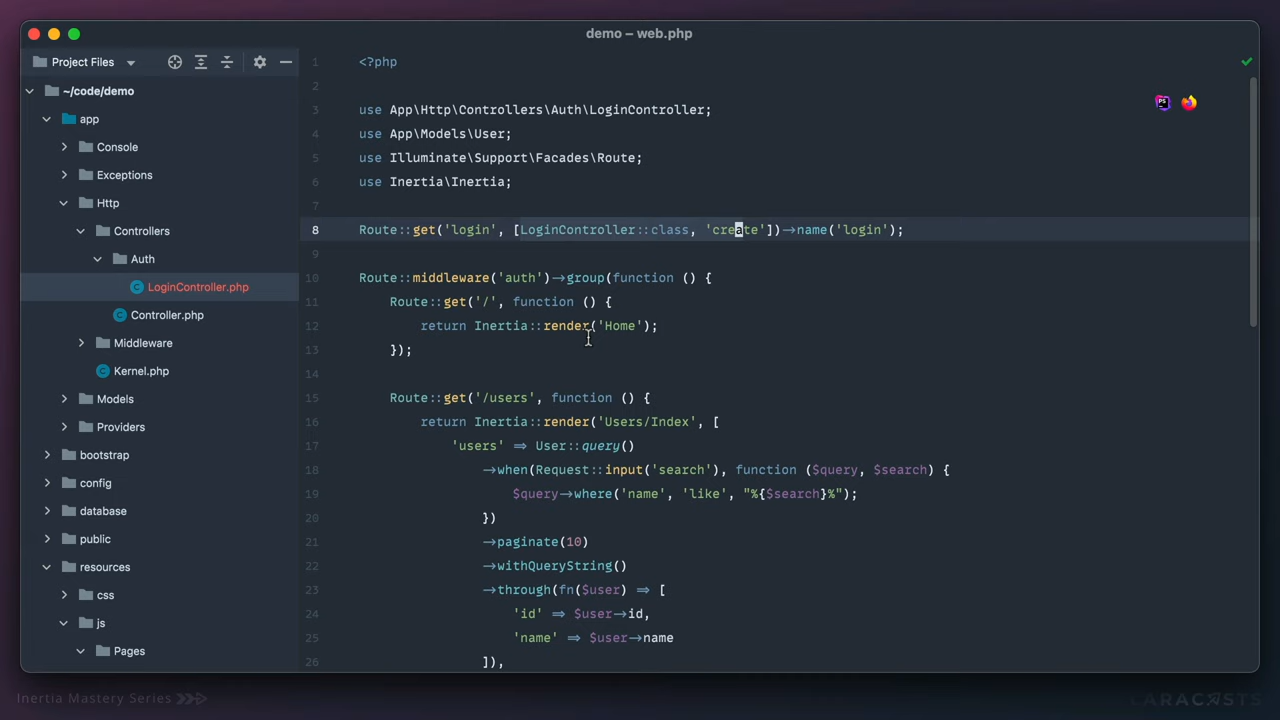 demo – web.php
Project Files
~/code/demo
app
Console
Exceptions
Http
Controllers
Auth
LoginController.php
Controller.php
Middleware
Kernel.php
Models
Providers
bootstrap
config
database
public
resources
css
js
Pages
1 <?php
2
3 use App\Http\Controllers\Auth\LoginController;
4 use App\Models\User;
5 use Illuminate\Support\Facades\Route;
6 use Inertia\Inertia;
7
8 Route::get('login', [LoginController::class, 'create'])->name('login');
9
10 Route::middleware('auth')->group(function () {
11 Route::get('/', function () {
12 return Inertia::render('Home');
13 });
14
15 Route::get('/users', function () {
16 return Inertia::render('Users/Index', [
17 'users' => User::query()
18 ->when(Request::input('search'), function ($query, $search) {
19 $query->where('name', 'like', "%{$search}%");
20 })
21 ->paginate(10)
22 ->withQueryString()
23 ->through(fn($user) => [
24 'id' => $user->id,
25 'name' => $user->name
26 ]),
PS
Inertia Mastery Series
LARACASTS